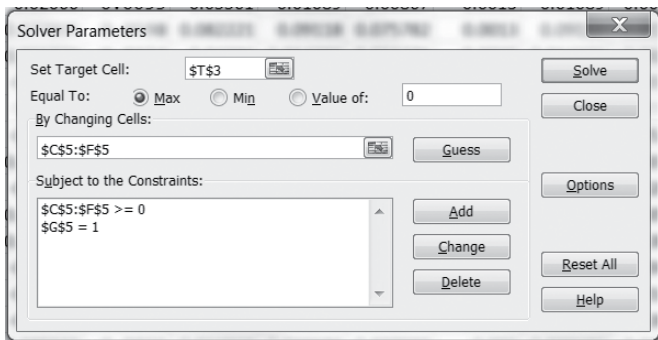 Solver Parameters
Set Target Cell: $T$3
Solve
Equal To: Max Min Value of: 0
Close
By Changing Cells:
$C$5:$F$5
Guess
Subject to the Constraints:
Options
$C$5:$F$5 >= 0
$G$5 = 1
Add
Change
Delete
Reset All
Help